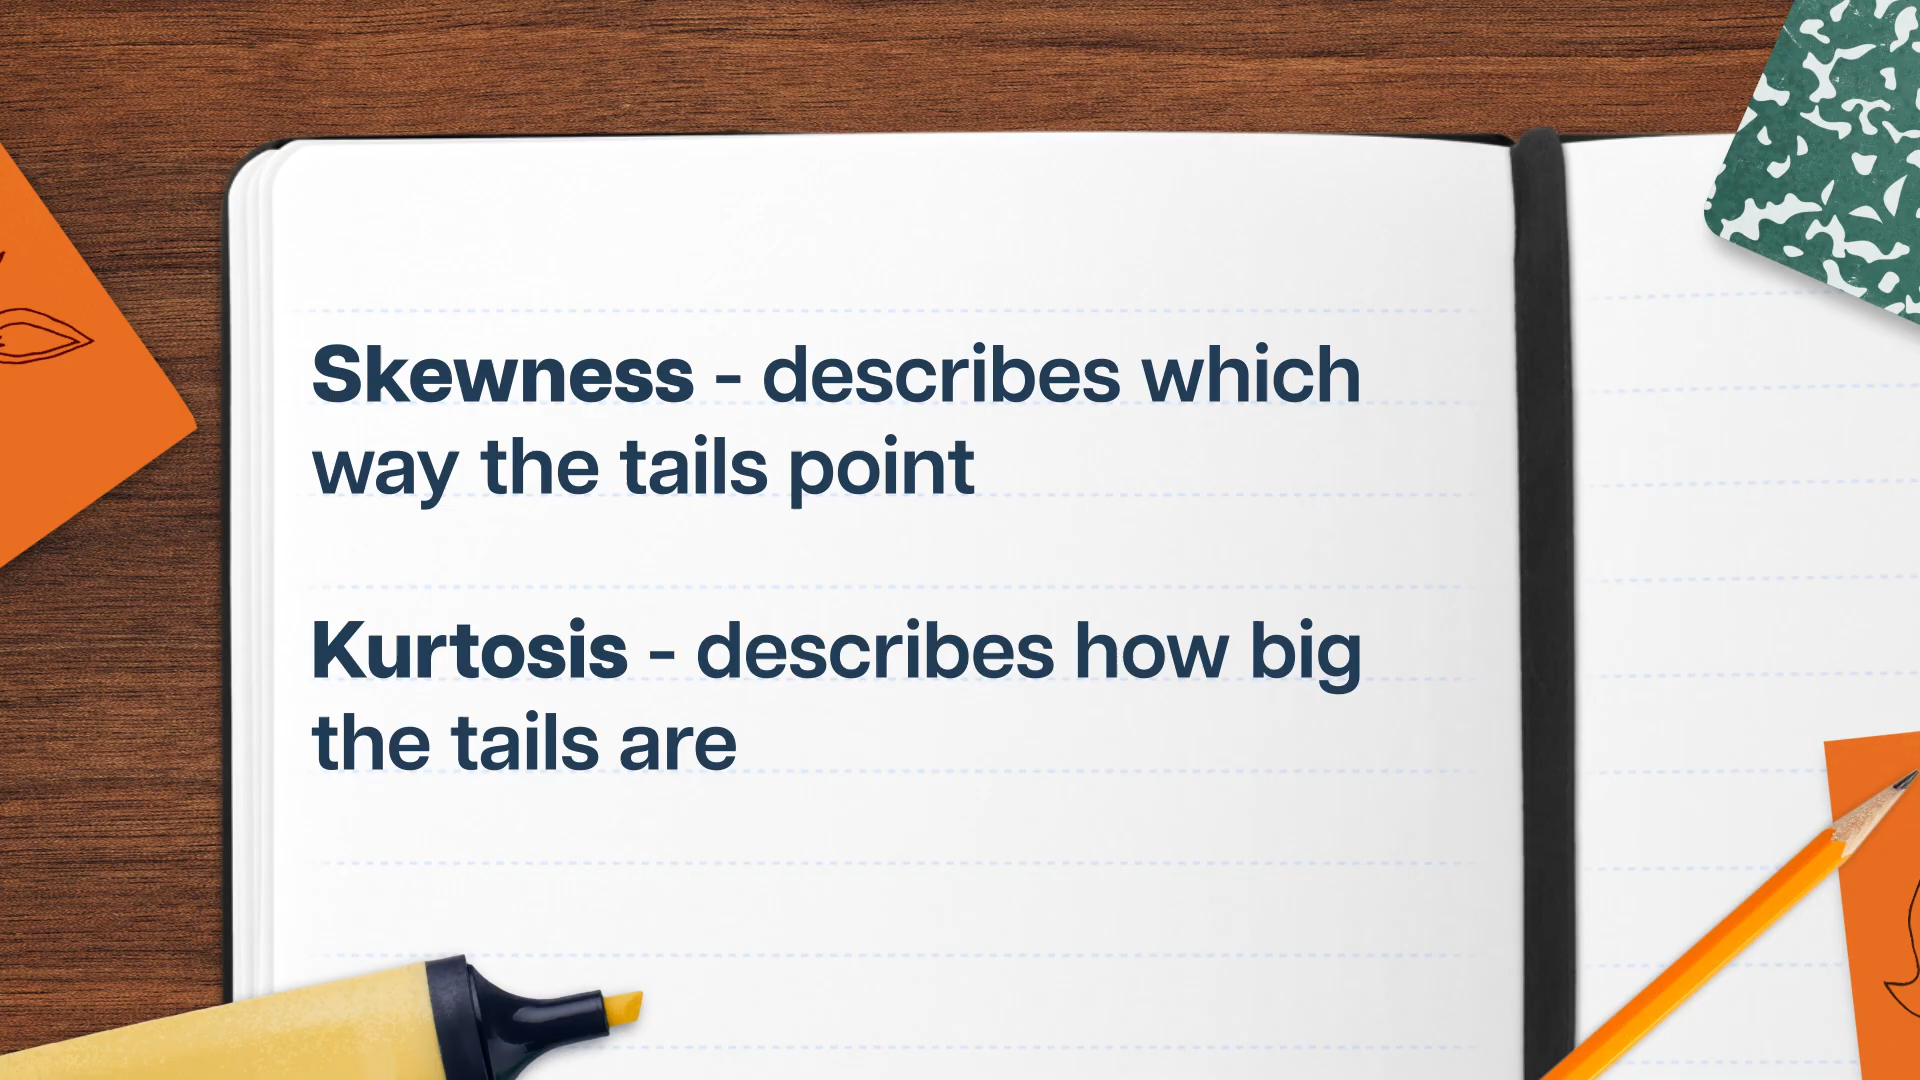 Skewness - describes which
way the tails point
Kurtosis - describes how big
the tails are